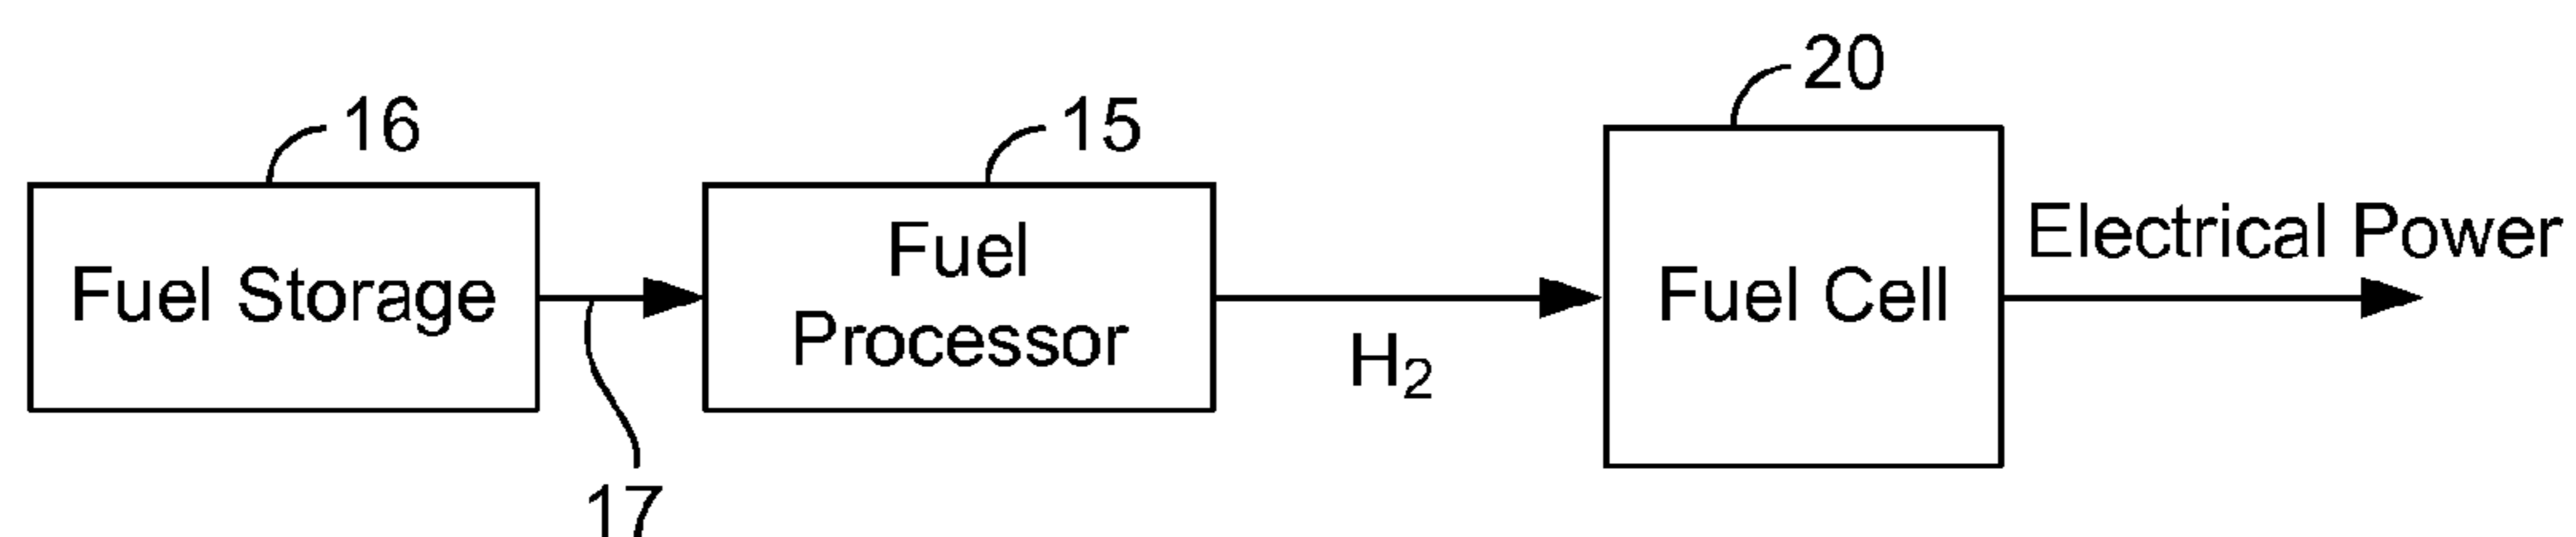 16
15
20
Fuel Storage
Fuel
Processor
H₂
Fuel Cell
Electrical Power
17